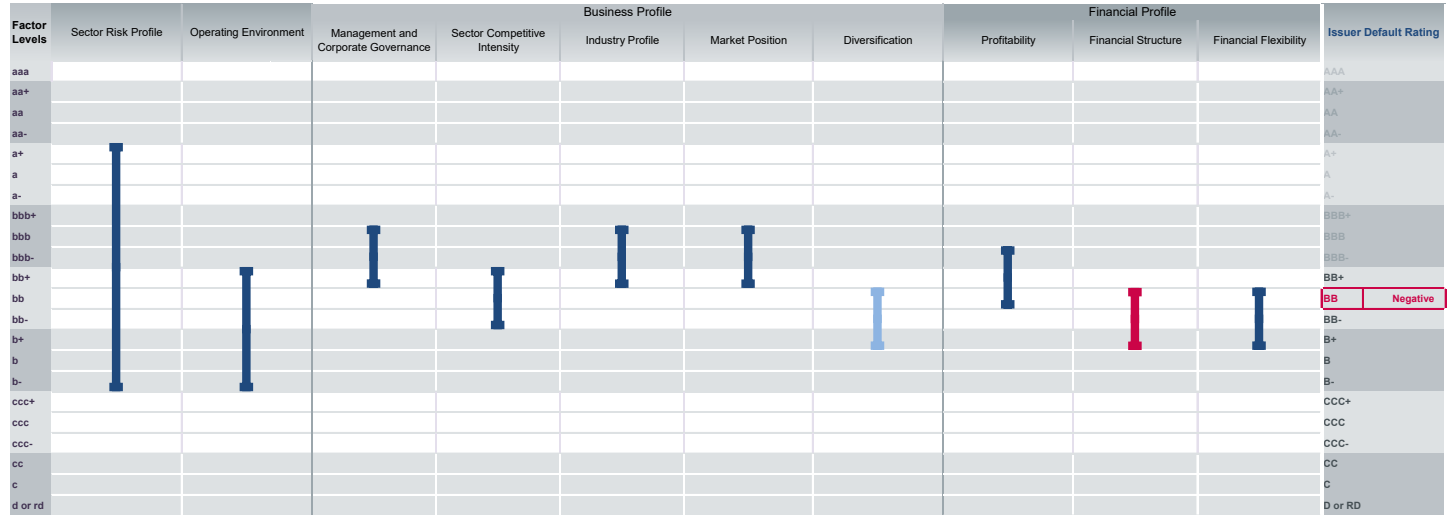 Business Profile Financial Profile
Factor Levels Sector Risk Profile Operating Environment Management and Corporate Governance Sector Competitive Intensity Industry Profile Market Position Diversification Profitability Financial Structure Financial Flexibility Issuer Default Rating
aaa AAA
aa+ AA+
aa AA
aa- AA-
a+ A+
a A
a- A-
bbb+ BBB+
bbb BBB
bbb- BBB-
bb+ BB+
bb BB Negative
bb- BB-
b+ B+
b B
b- B-
ccc+ CCC+
ccc CCC
ccc- CCC-
cc CC
c C
d or rd D or RD